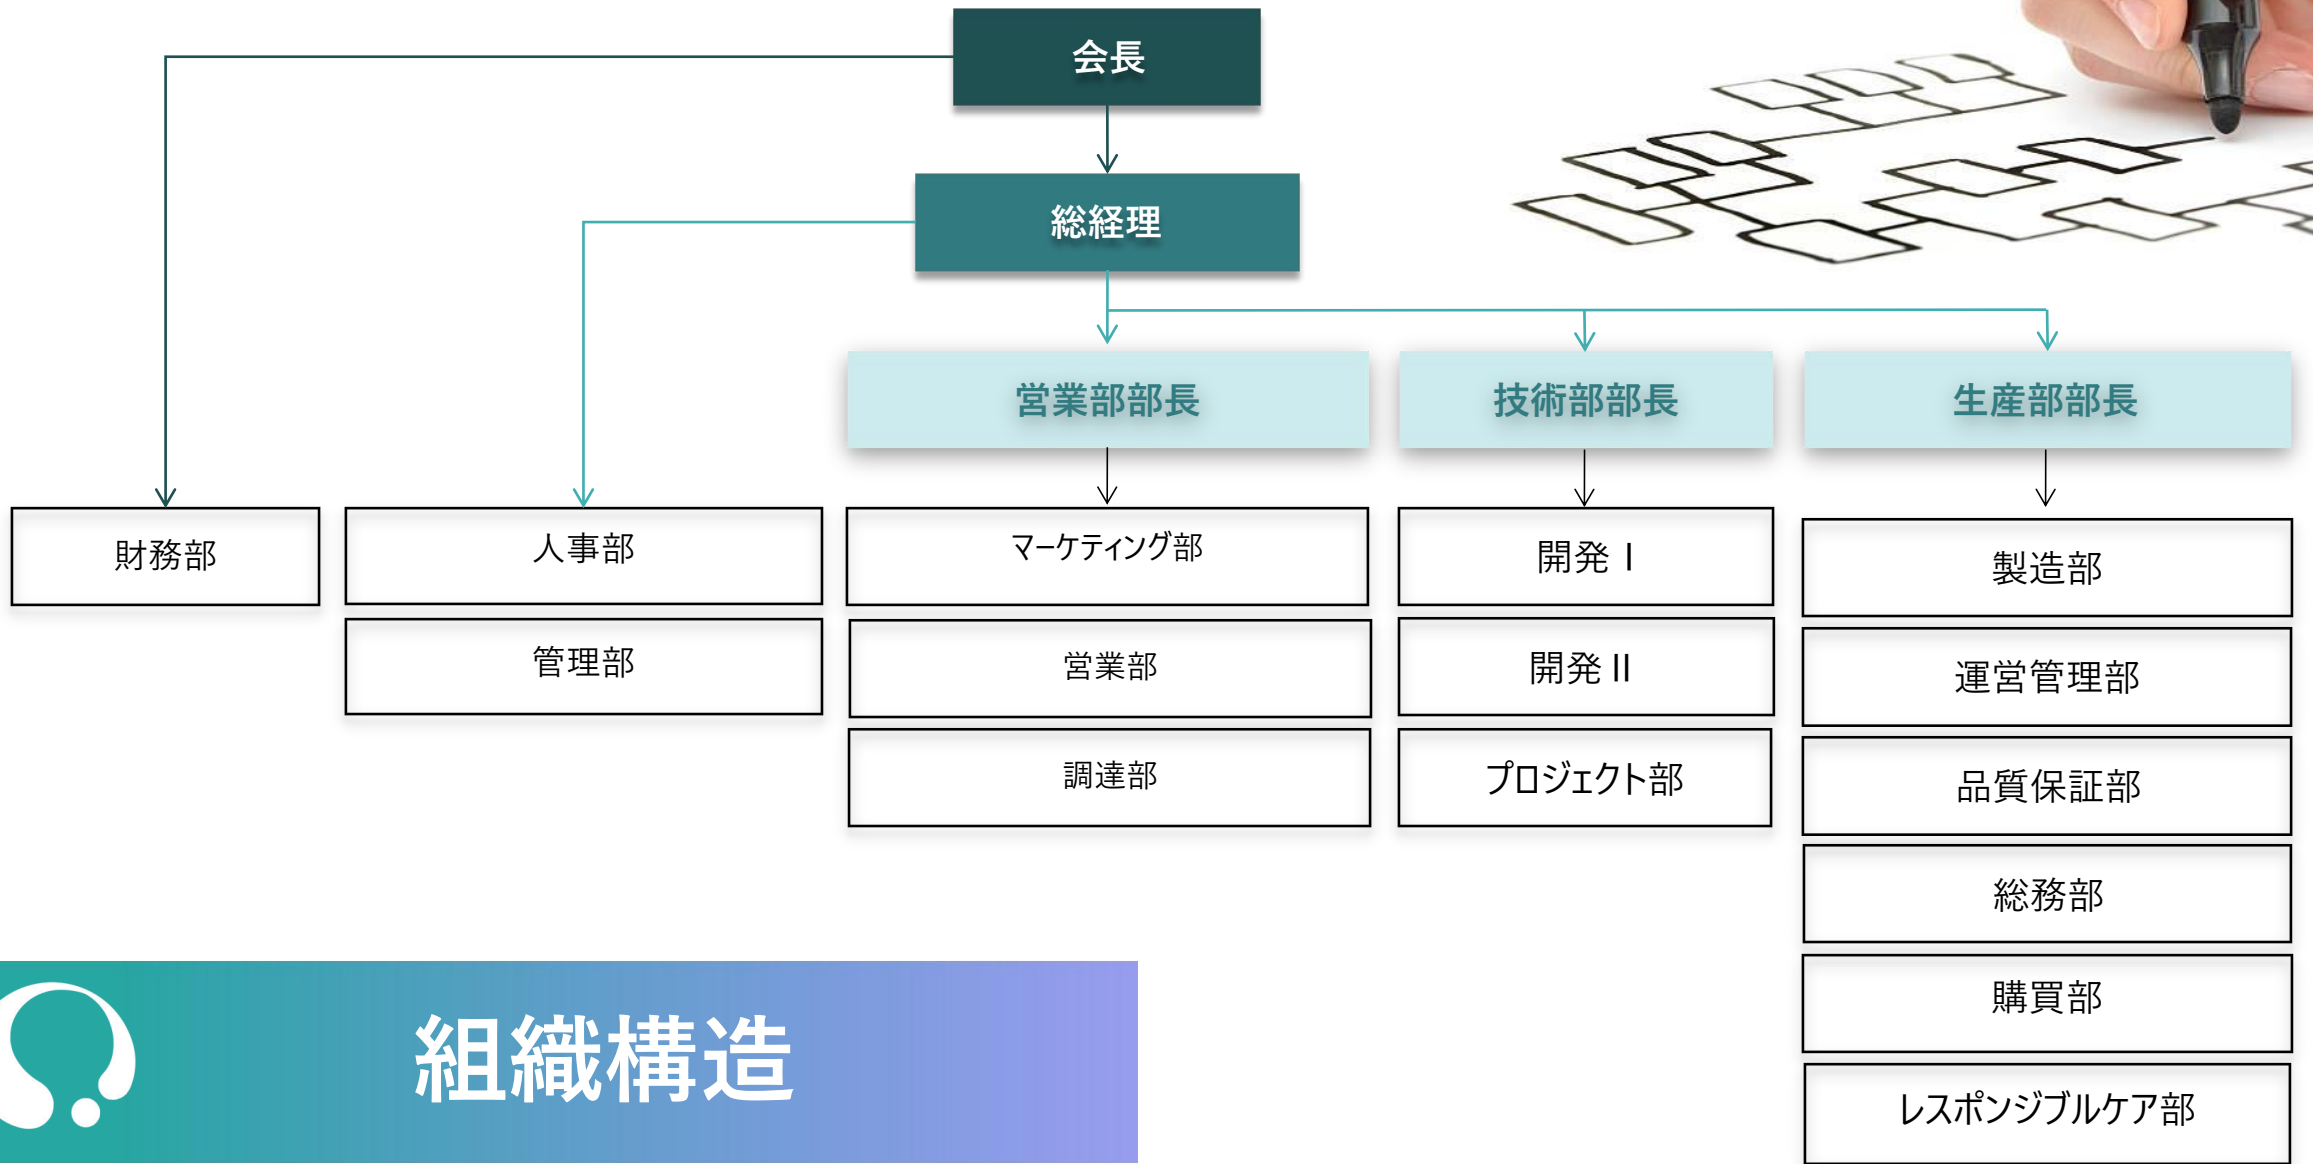 会長
総経理
営業部部長
技術部部長
生産部部長
財務部
人事部
管理部
マーケティング部
営業部
調達部
開発 I
開発 II
プロジェクト部
製造部
運営管理部
品質保証部
総務部
購買部
レスポンジブルケア部
組織構造